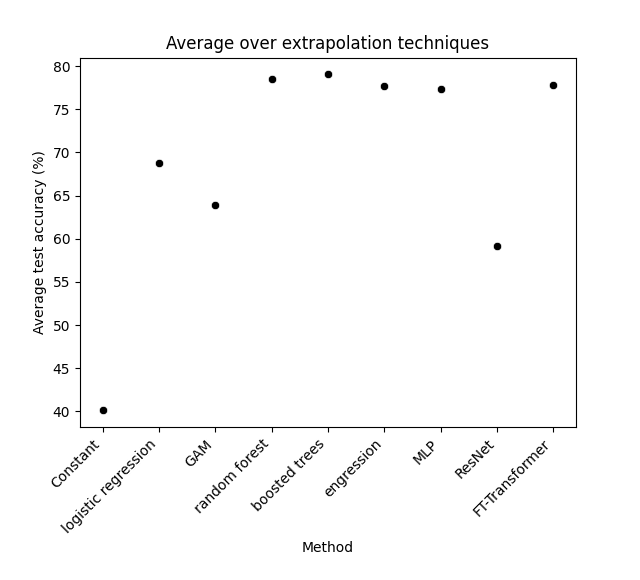 Average over extrapolation techniques
Average test accuracy (%)
80
75
70
65
60
55
50
45
40
Constant
logistic regression
GAM
random forest
boosted trees
engression
MLP
ResNet
FT-Transformer
Method